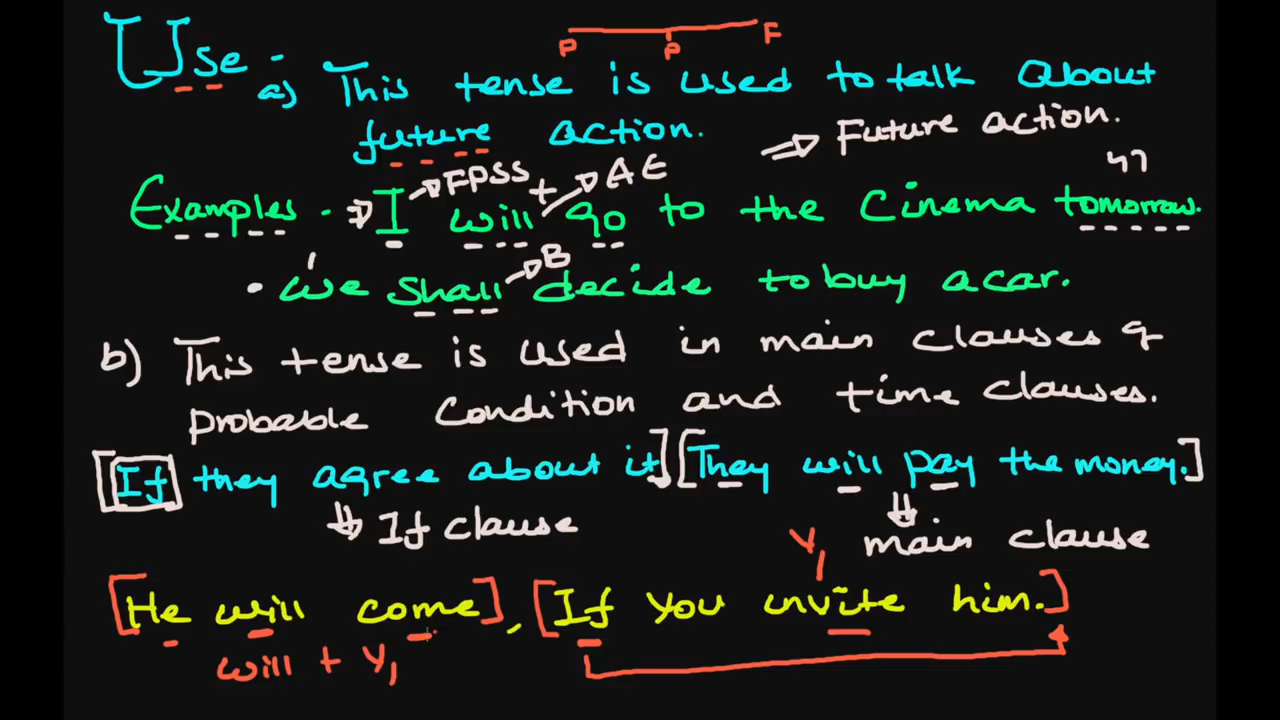 Use -
P P F
a) This tense is used to talk about
future action.
⇒ Future action.
FPSS + AE
Examples - ⇒ I will go to the Cinema tomorrow.
B
• We shall decide to buy a car.
b) This tense is used in main clauses of
probable condition and time clauses.
[If they agree about it] [They will pay the money.]
⇓ If clause
⇓ main clause
V1
[He will come], [If you invite him.]
will + V1